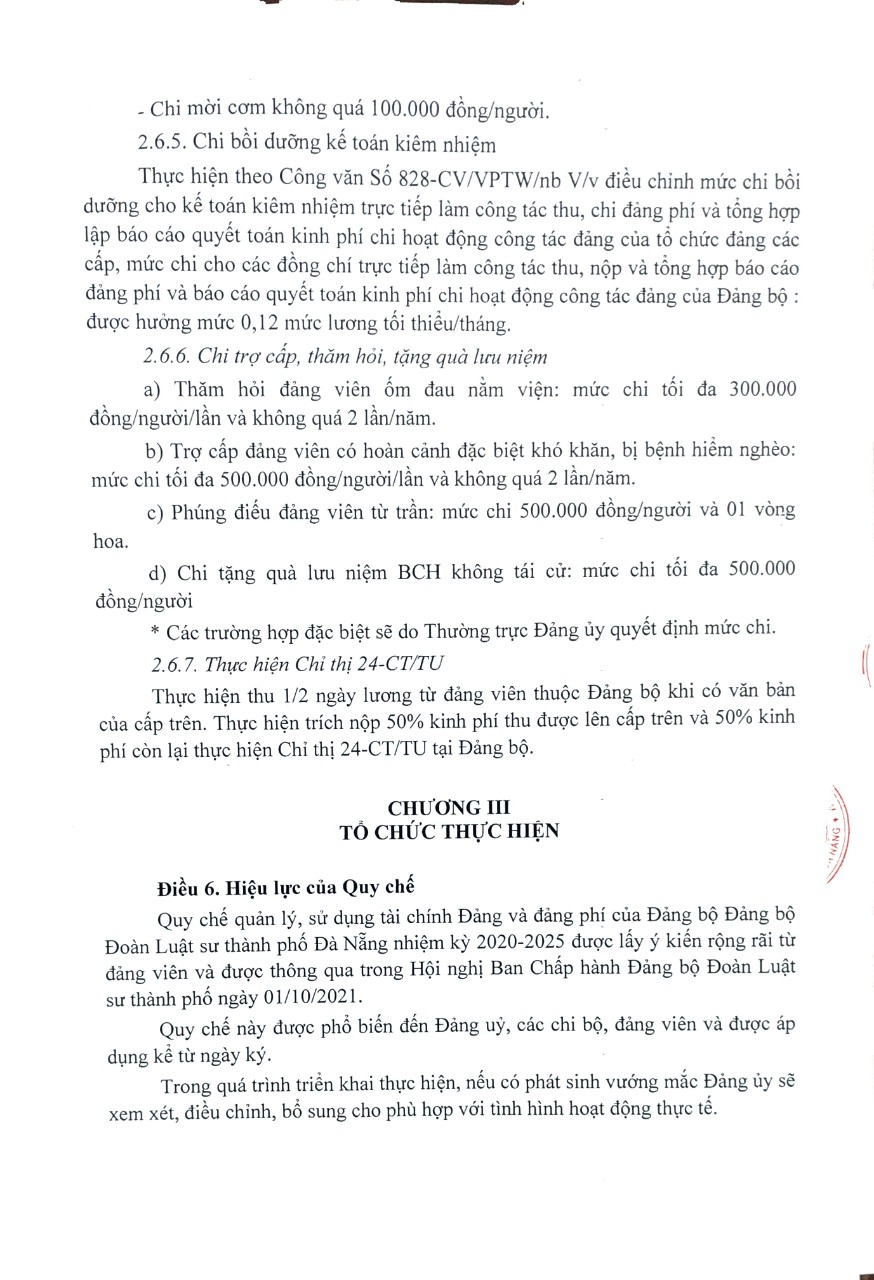 - Chi mời cơm không quá 100.000 đồng/người.
2.6.5. Chi bồi dưỡng kế toán kiêm nhiệm
Thực hiện theo Công văn Số 828-CV/VPTW/nb V/v điều chỉnh mức chi bồi
dưỡng cho kế toán kiêm nhiệm trực tiếp làm công tác thu, chi đảng phí và tổng hợp
lập báo cáo quyết toán kinh phí chi hoạt động công tác đảng của tổ chức đảng các
cấp, mức chi cho các đồng chí trực tiếp làm công tác thu, nộp và tổng hợp báo cáo
đảng phí và báo cáo quyết toán kinh phí chi hoạt động công tác đảng của Đảng bộ :
được hưởng mức 0,12 mức lương tối thiểu/tháng.
2.6.6. Chi trợ cấp, thăm hỏi, tặng quà lưu niệm
a) Thăm hỏi đảng viên ốm đau nằm viện: mức chi tối đa 300.000
đồng/người/lần và không quá 2 lần/năm.
b) Trợ cấp đảng viên có hoàn cảnh đặc biệt khó khăn, bị bệnh hiểm nghèo:
mức chi tối đa 500.000 đồng/người/lần và không quá 2 lần/năm.
c) Phúng điếu đảng viên từ trần: mức chi 500.000 đồng/người và 01 vòng
hoa.
d) Chi tặng quà lưu niệm BCH không tái cử: mức chi tối đa 500.000
đồng/người
* Các trường hợp đặc biệt sẽ do Thường trực Đảng ủy quyết định mức chi.
2.6.7. Thực hiện Chỉ thị 24-CT/TU
Thực hiện thu 1/2 ngày lương từ đảng viên thuộc Đảng bộ khi có văn bản
của cấp trên. Thực hiện trích nộp 50% kinh phí thu được lên cấp trên và 50% kinh
phí còn lại thực hiện Chỉ thị 24-CT/TU tại Đảng bộ.
CHƯƠNG III
TỔ CHỨC THỰC HIỆN
Điều 6. Hiệu lực của Quy chế
Quy chế quản lý, sử dụng tài chính Đảng và đảng phí của Đảng bộ Đảng bộ
Đoàn Luật sư thành phố Đà Nẵng nhiệm kỳ 2020-2025 được lấy ý kiến rộng rãi từ
đảng viên và được thông qua trong Hội nghị Ban Chấp hành Đảng bộ Đoàn Luật
sư thành phố ngày 01/10/2021.
Quy chế này được phổ biến đến Đảng uỷ, các chi bộ, đảng viên và được áp
dụng kể từ ngày ký.
Trong quá trình triển khai thực hiện, nếu có phát sinh vướng mắc Đảng ủy sẽ
xem xét, điều chỉnh, bổ sung cho phù hợp với tình hình hoạt động thực tế.
NẴNG